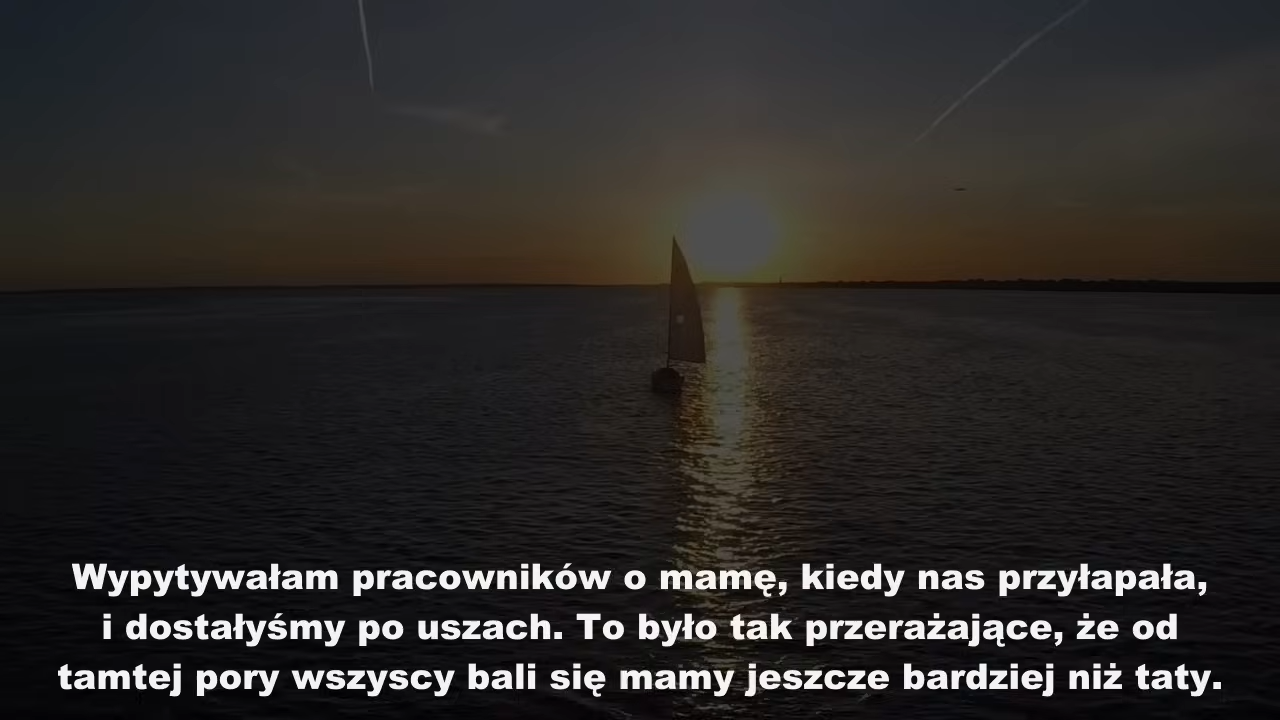 Wypytywałam pracowników o mamę, kiedy nas przyłapała,
i dostałyśmy po uszach. To było tak przerażające, że od
tamtej pory wszyscy bali się mamy jeszcze bardziej niż taty.